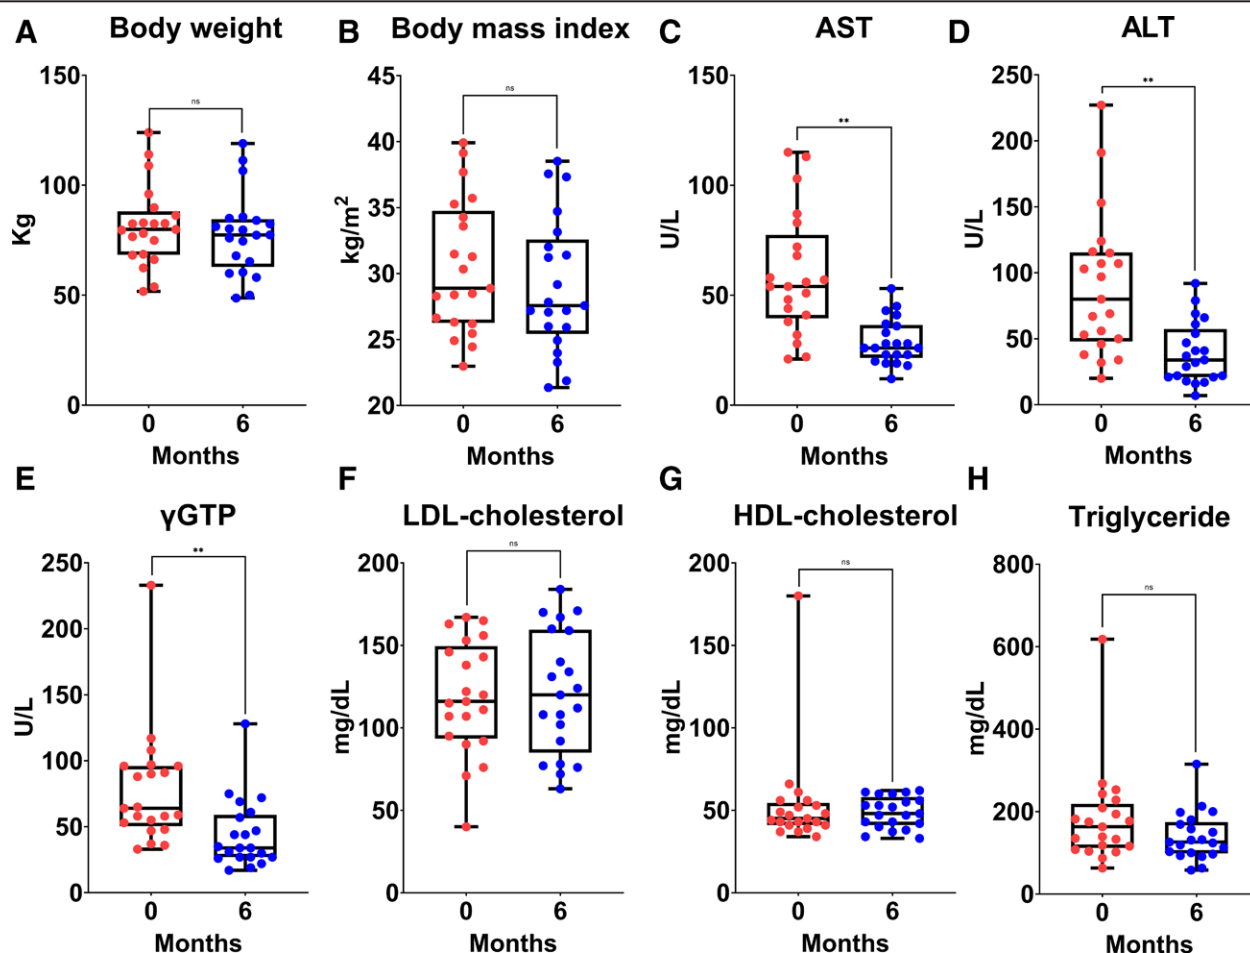 A Body weight
150
100
50
0
Kg
ns
0 6
Months
B Body mass index
45
40
35
30
25
20
kg/m²
ns
0 6
Months
C AST
150
100
50
0
U/L
**
0 6
Months
D ALT
250
200
150
100
50
0
U/L
**
0 6
Months
E γGTP
250
200
150
100
50
0
U/L
**
0 6
Months
F LDL-cholesterol
200
150
100
50
0
mg/dL
ns
0 6
Months
G HDL-cholesterol
200
150
100
50
0
mg/dL
ns
0 6
Months
H Triglyceride
800
600
400
200
0
mg/dL
ns
0 6
Months